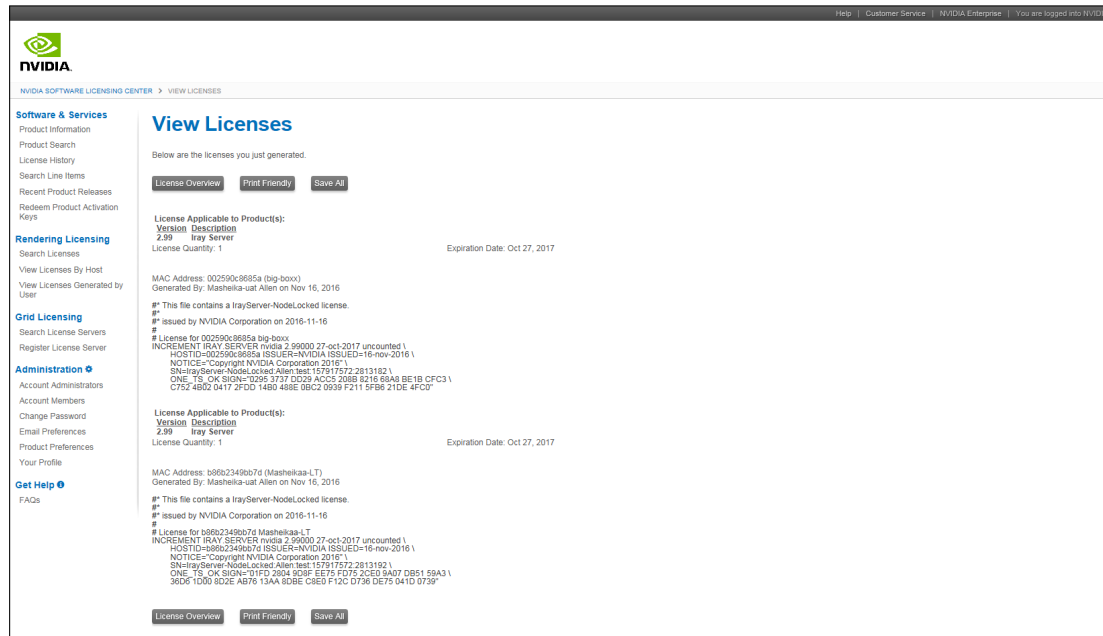 Help | Customer Service | NVIDIA Enterprise | You are logged into NVID
NVIDIA.
NVIDIA SOFTWARE LICENSING CENTER > VIEW LICENSES
Software & Services
Product Information
Product Search
License History
Search Line Items
Recent Product Releases
Redeem Product Activation
Keys
Rendering Licensing
Search Licenses
View Licenses By Host
View Licenses Generated by
User
Grid Licensing
Search License Servers
Register License Server
Administration
Account Administrators
Account Members
Change Password
Email Preferences
Product Preferences
Your Profile
Get Help
FAQs
View Licenses
Below are the licenses you just generated.
License Overview Print Friendly Save All
License Applicable to Product(s):
Version Description
2.99 Iray Server
License Quantity: 1 Expiration Date: Oct 27, 2017
MAC Address: 002590c8685a (big-boxx)
Generated By: Masheika-uat Allen on Nov 16, 2016
#* This file contains a IrayServer-NodeLocked license.
#*
#* issued by NVIDIA Corporation on 2016-11-16
#
# License for 002590c8685a big-boxx
INCREMENT IRAY.SERVER nvidia 2.99000 27-oct-2017 uncounted \
HOSTID=002590c8685a ISSUER=NVIDIA ISSUED=16-nov-2016 \
NOTICE="Copyright NVIDIA Corporation 2016" \
SN=IrayServer-NodeLocked:Allen:test:157917572:2813182 \
ONE_TS_OK SIGN="0295 3737 DD29 ACC5 208B 8216 68A8 BE1B CFC3 \
C752 4B02 0417 2FDD 14B0 488E 0BC2 0939 F211 5FB6 21DE 4FC0"
License Applicable to Product(s):
Version Description
2.99 Iray Server
License Quantity: 1 Expiration Date: Oct 27, 2017
MAC Address: b86b2349bb7d (Masheikaa-LT)
Generated By: Masheika-uat Allen on Nov 16, 2016
#* This file contains a IrayServer-NodeLocked license.
#*
#* issued by NVIDIA Corporation on 2016-11-16
#
# License for b86b2349bb7d Masheikaa-LT
INCREMENT IRAY.SERVER nvidia 2.99000 27-oct-2017 uncounted \
HOSTID=b86b2349bb7d ISSUER=NVIDIA ISSUED=16-nov-2016 \
NOTICE="Copyright NVIDIA Corporation 2016" \
SN=IrayServer-NodeLocked:Allen:test:157917572:2813192 \
ONE_TS_OK SIGN="01FD 2804 9D8F EE75 FD75 2CE0 9A07 DB51 59A3 \
36D6 1D00 8D2E AB76 13AA 8DBE C8E0 F12C D736 DE75 041D 0739"
License Overview Print Friendly Save All